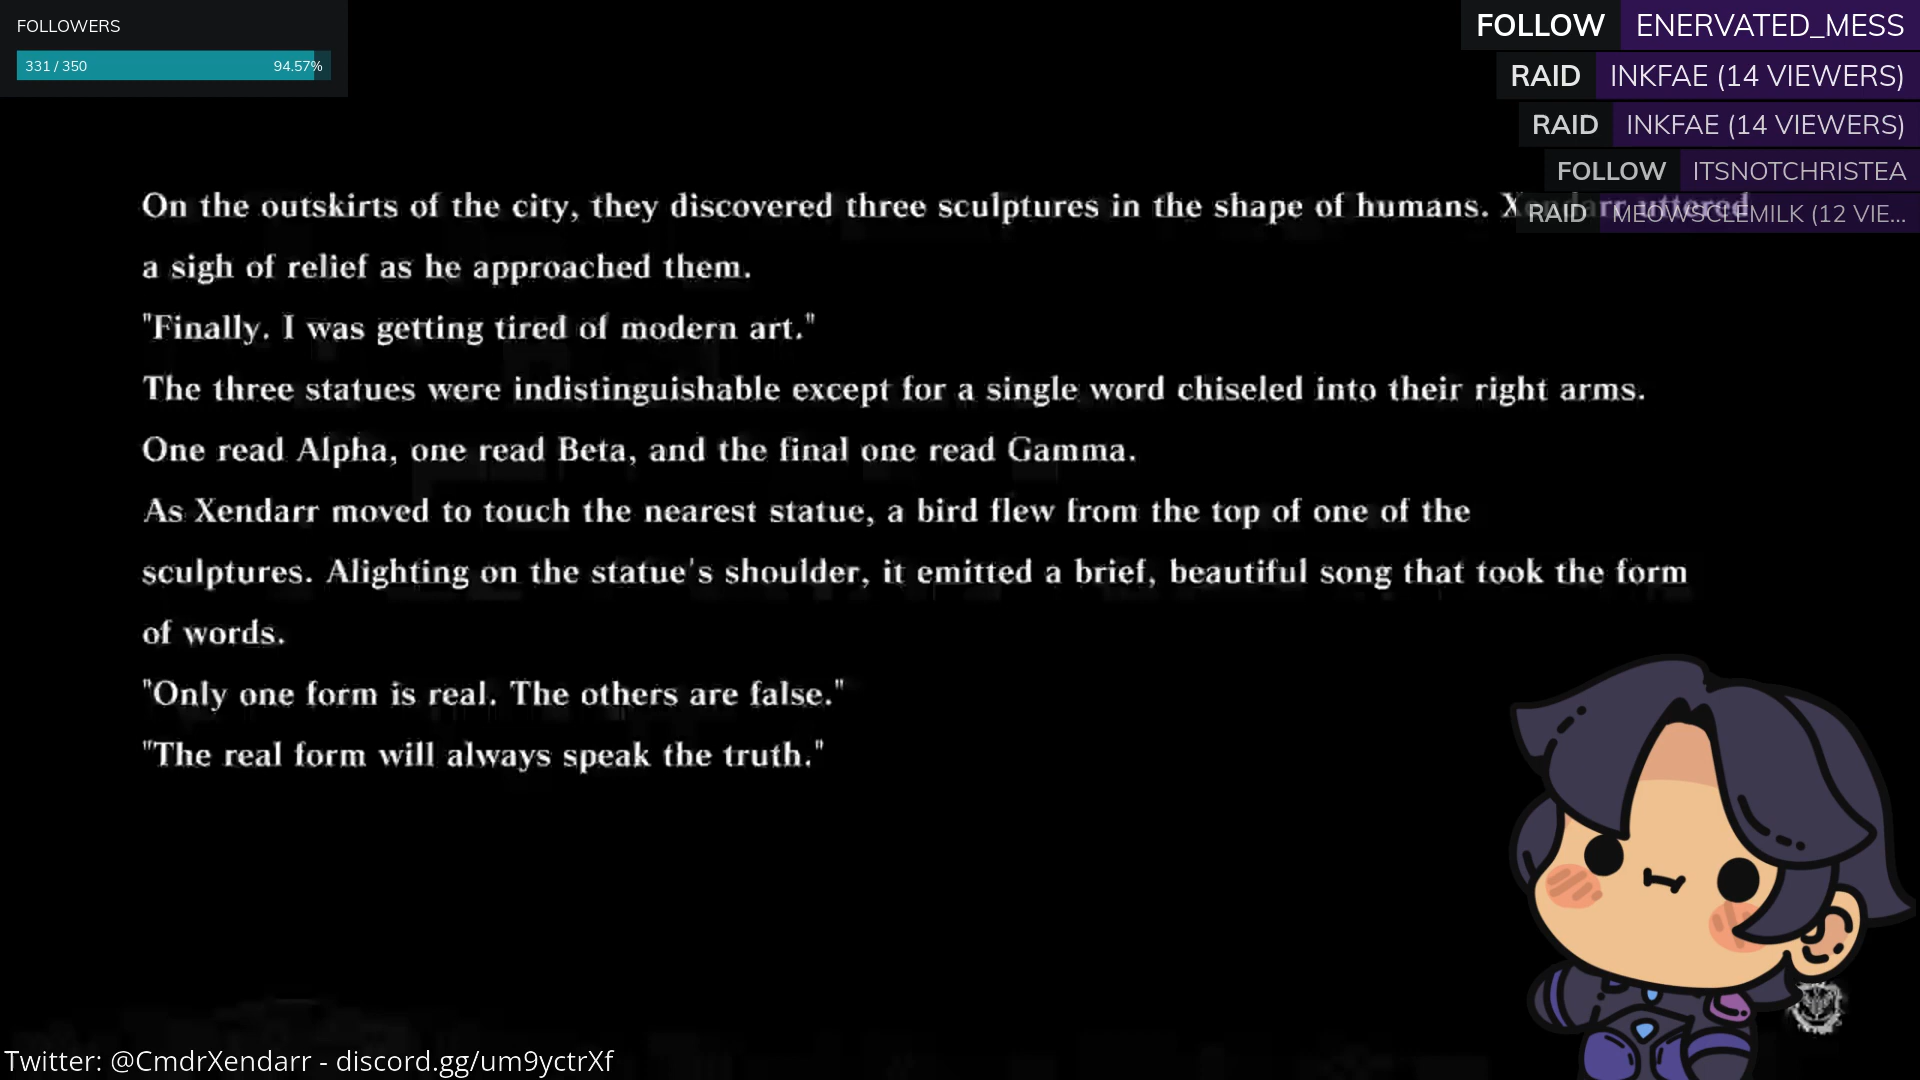 FOLLOWERS
331 / 350 94.57%
FOLLOW ENERVATED_MESS
RAID INKFAE (14 VIEWERS)
RAID INKFAE (14 VIEWERS)
FOLLOW ITSNOTCHRISTEA
RAID MEOWSCLEMILK (12 VIE...
On the outskirts of the city, they discovered three sculptures in the shape of humans. Xendarr uttered
a sigh of relief as he approached them.
"Finally. I was getting tired of modern art."
The three statues were indistinguishable except for a single word chiseled into their right arms.
One read Alpha, one read Beta, and the final one read Gamma.
As Xendarr moved to touch the nearest statue, a bird flew from the top of one of the
sculptures. Alighting on the statue's shoulder, it emitted a brief, beautiful song that took the form
of words.
"Only one form is real. The others are false."
"The real form will always speak the truth."
Twitter: @CmdrXendarr - discord.gg/um9yctrXf